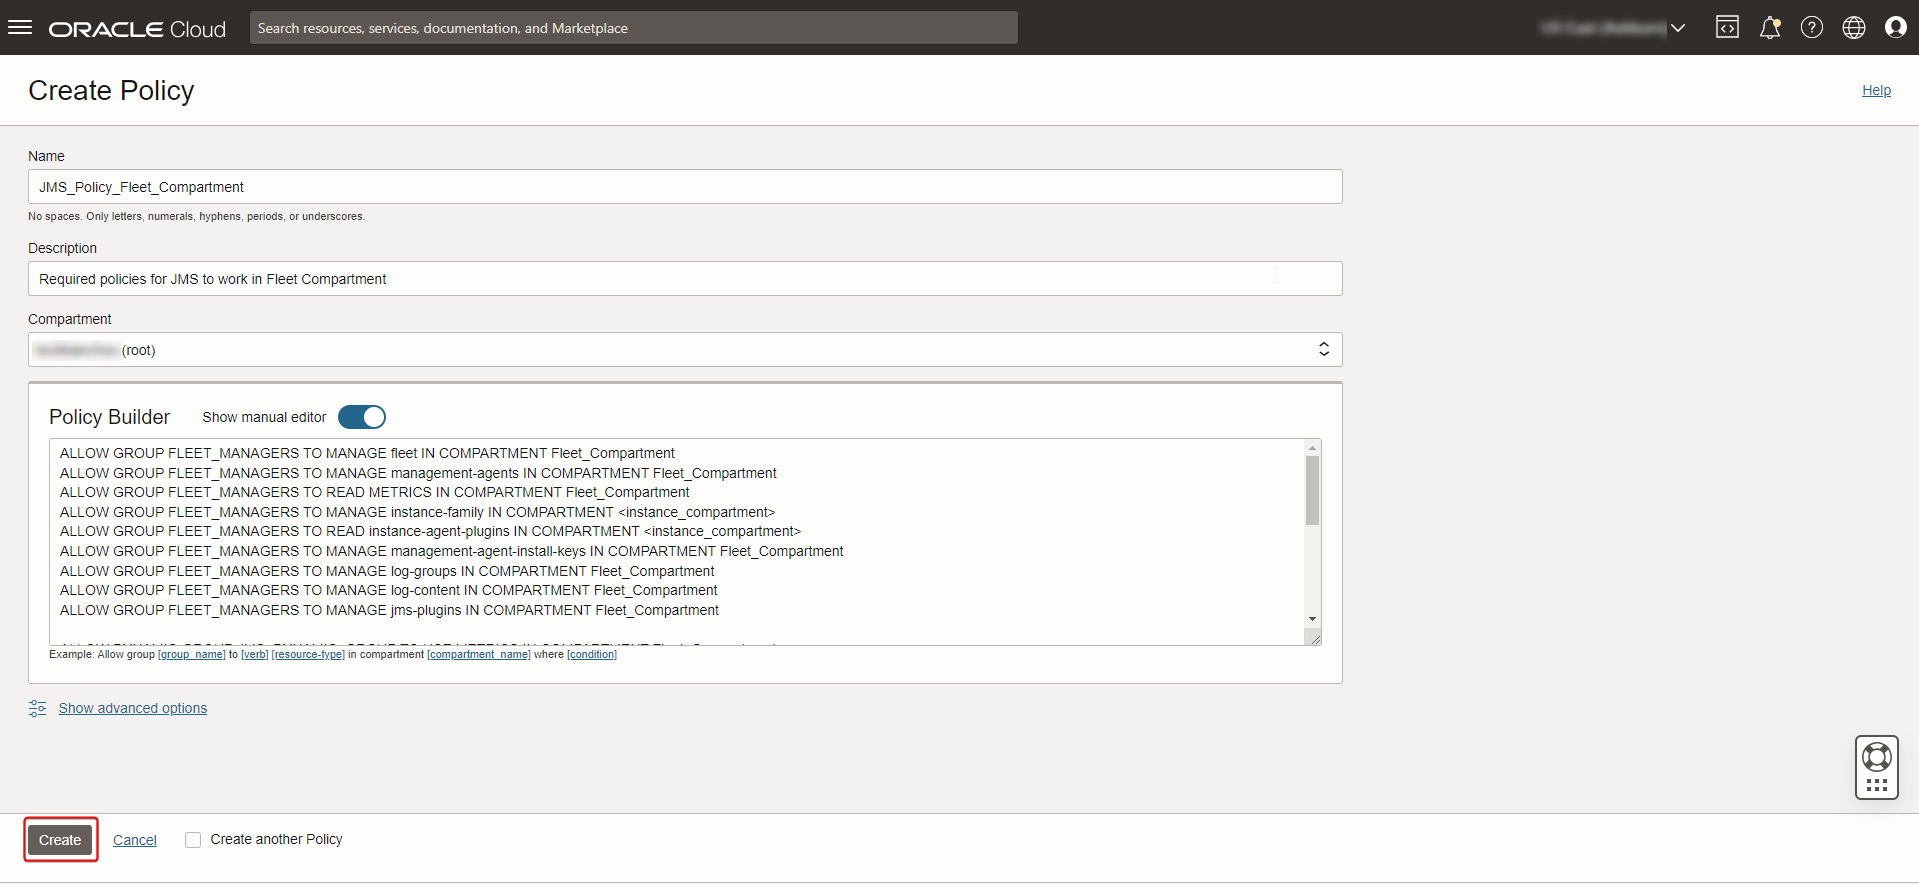 ORACLE Cloud
Search resources, services, documentation, and Marketplace
Create Policy
Help
Name
JMS_Policy_Fleet_Compartment
No spaces. Only letters, numerals, hyphens, periods, or underscores.
Description
Required policies for JMS to work in Fleet Compartment
Compartment
(root)
Policy Builder
Show manual editor
ALLOW GROUP FLEET_MANAGERS TO MANAGE fleet IN COMPARTMENT Fleet_Compartment
ALLOW GROUP FLEET_MANAGERS TO MANAGE management-agents IN COMPARTMENT Fleet_Compartment
ALLOW GROUP FLEET_MANAGERS TO READ METRICS IN COMPARTMENT Fleet_Compartment
ALLOW GROUP FLEET_MANAGERS TO MANAGE instance-family IN COMPARTMENT <instance_compartment>
ALLOW GROUP FLEET_MANAGERS TO READ instance-agent-plugins IN COMPARTMENT <instance_compartment>
ALLOW GROUP FLEET_MANAGERS TO MANAGE management-agent-install-keys IN COMPARTMENT Fleet_Compartment
ALLOW GROUP FLEET_MANAGERS TO MANAGE log-groups IN COMPARTMENT Fleet_Compartment
ALLOW GROUP FLEET_MANAGERS TO MANAGE log-content IN COMPARTMENT Fleet_Compartment
ALLOW GROUP FLEET_MANAGERS TO MANAGE jms-plugins IN COMPARTMENT Fleet_Compartment
Example: Allow group [group_name] to [verb] [resource-type] in compartment [compartment_name] where [condition]
Show advanced options
Create
Cancel
Create another Policy